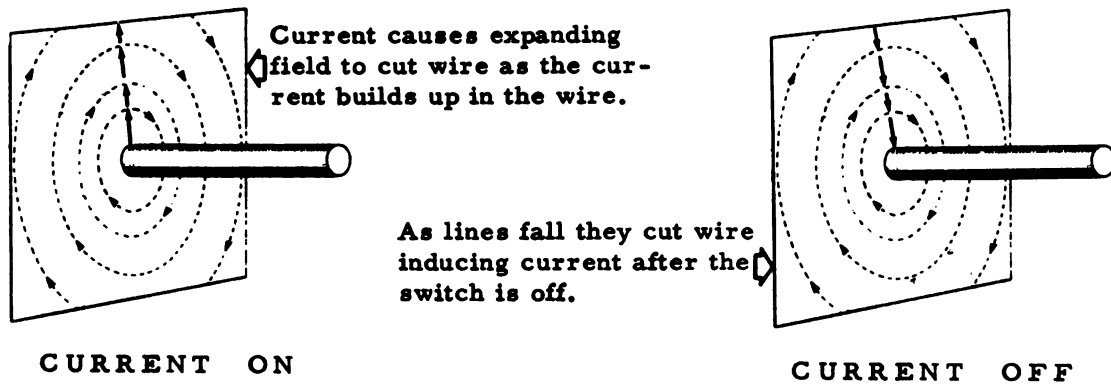 Current causes expanding
field to cut wire as the cur-
rent builds up in the wire.
As lines fall they cut wire
inducing current after the
switch is off.
CURRENT ON
CURRENT OFF